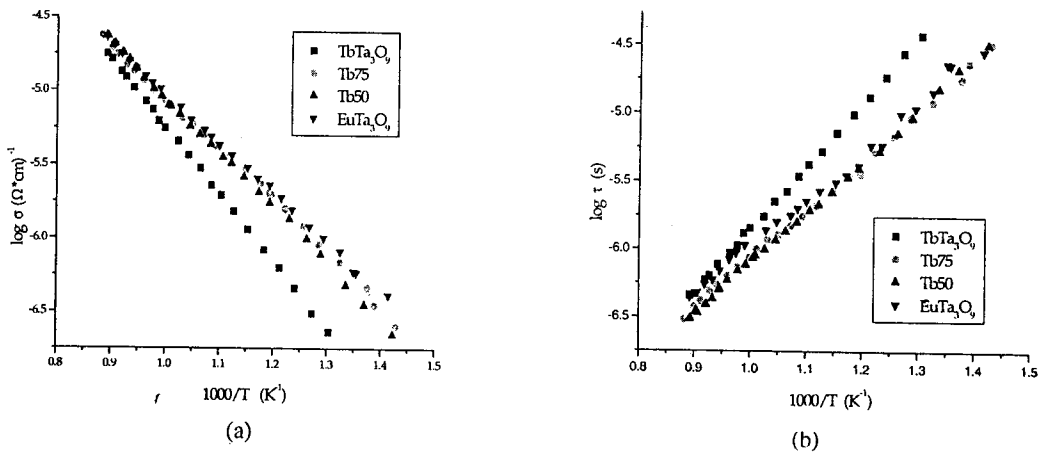 -4.5
-5.0
-5.5
-6.0
-6.5
log σ (Ω*cm)⁻¹
TbTa₃O₉
Tb75
Tb50
EuTa₃O₉
0.8 0.9 1.0 1.1 1.2 1.3 1.4 1.5
1000/T (K⁻¹)
(a)
-4.5
-5.0
-5.5
-6.0
-6.5
log τ (s)
TbTa₃O₉
Tb75
Tb50
EuTa₃O₉
0.8 0.9 1.0 1.1 1.2 1.3 1.4 1.5
1000/T (K⁻¹)
(b)